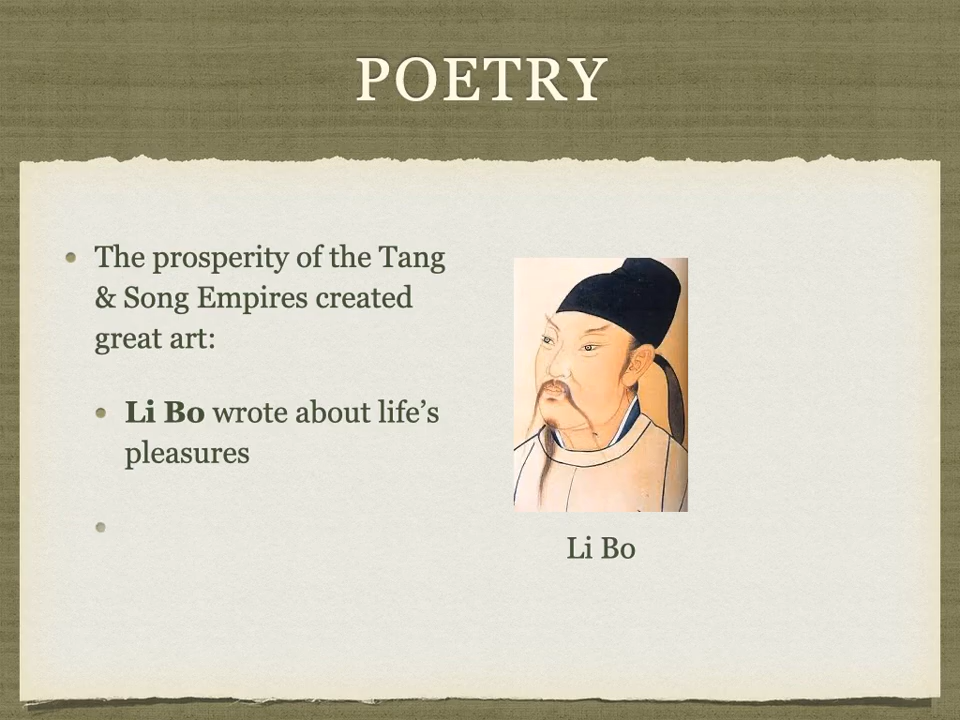 POETRY
The prosperity of the Tang
& Song Empires created
great art:
Li Bo wrote about life’s
pleasures
Li Bo